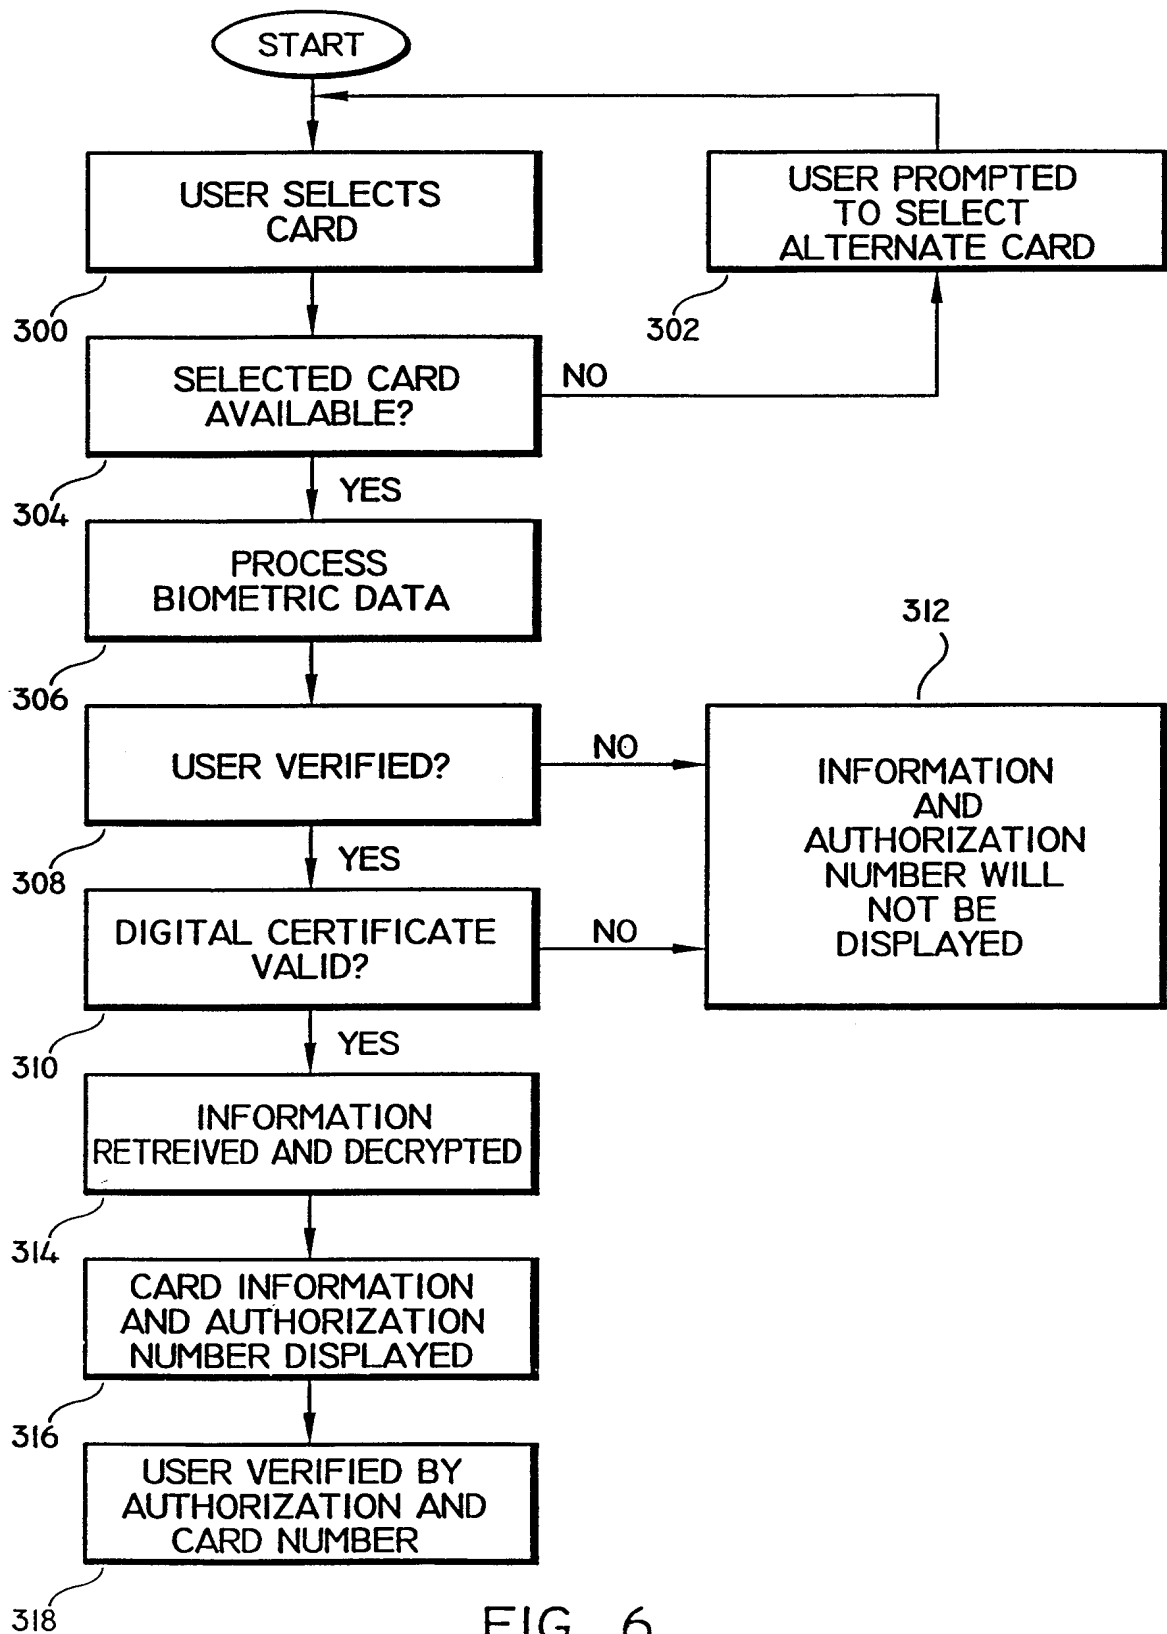 START
USER SELECTS
CARD
300
USER PROMPTED
TO SELECT
ALTERNATE CARD
302
SELECTED CARD
AVAILABLE?
NO
304
YES
PROCESS
BIOMETRIC DATA
306
USER VERIFIED?
NO
308
YES
312
INFORMATION
AND
AUTHORIZATION
NUMBER WILL
NOT BE
DISPLAYED
DIGITAL CERTIFICATE
VALID?
NO
310
YES
INFORMATION
RETREIVED AND DECRYPTED
314
CARD INFORMATION
AND AUTHORIZATION
NUMBER DISPLAYED
316
USER VERIFIED BY
AUTHORIZATION AND
CARD NUMBER
318
FIG. 6